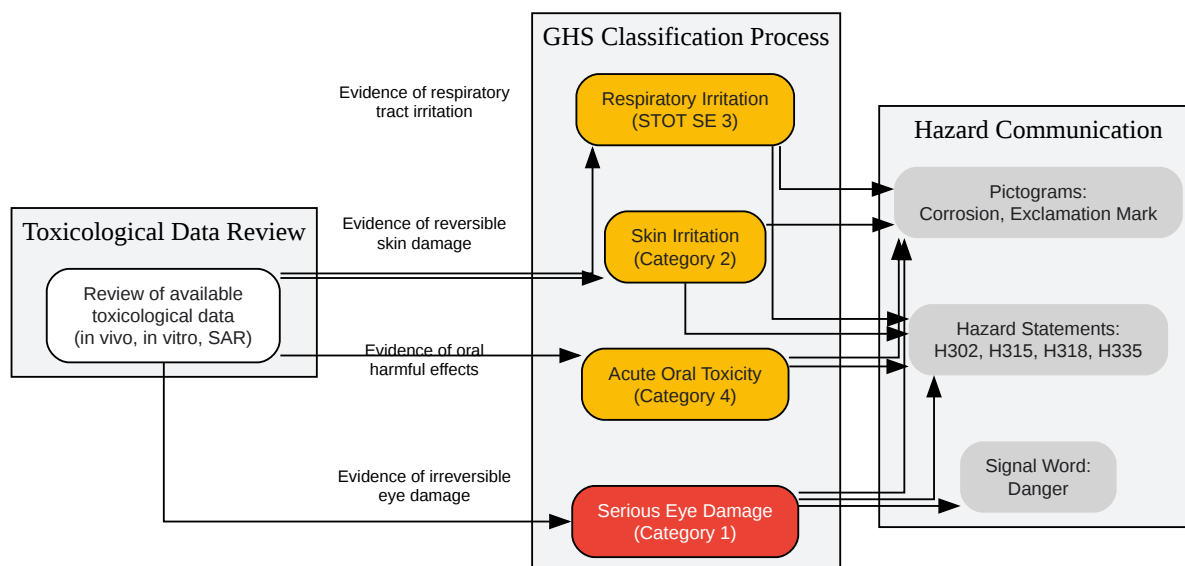 GHS Classification Process
Evidence of respiratory
tract irritation
Respiratory Irritation
(STOT SE 3)
Hazard Communication
Pictograms:
Corrosion, Exclamation Mark
Toxicological Data Review
Evidence of reversible
skin damage
Skin Irritation
(Category 2)
Review of available
toxicological data
(in vivo, in vitro, SAR)
Hazard Statements:
H302, H315, H318, H335
Evidence of oral
harmful effects
Acute Oral Toxicity
(Category 4)
Signal Word:
Danger
Evidence of irreversible
eye damage
Serious Eye Damage
(Category 1)